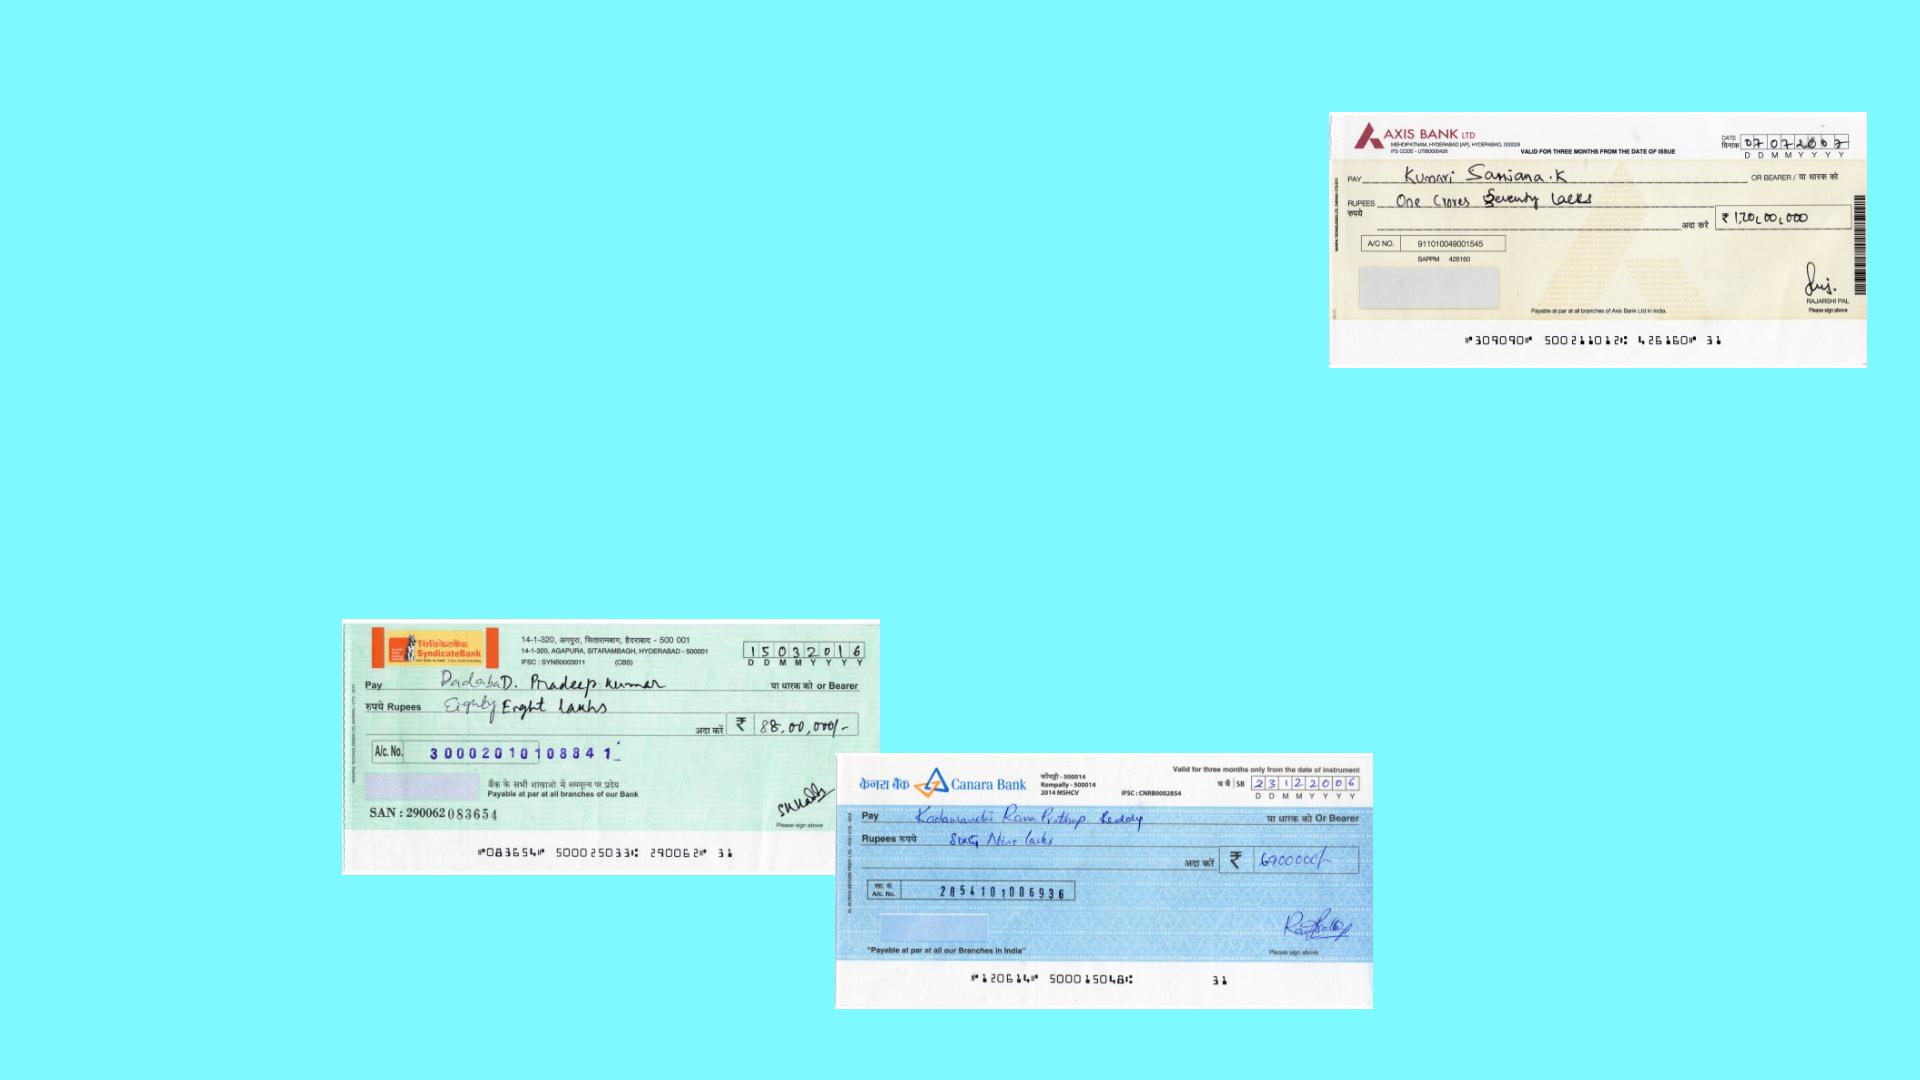 AXIS BANK LTD
MEHDIPATNAM, HYDERABAD [AP], HYDERABAD, 500028
IFS CODE - UTIB0000426
VALID FOR THREE MONTHS FROM THE DATE OF ISSUE
DATE
दिनांक 07072007
D D M M Y Y Y Y
PAY Kumari Sanjana.K OR BEARER / या धारक को
RUPEES One Crores Seventy Lacks
रुपये अदा करें ₹ 1,70,00,000
A/C NO. 911010049001545
SAPPM 426160
RAJARSHI PAL
Please sign above
Payable at par at all branches of Axis Bank Ltd in India.
⑈309090⑈ 500211012⑆ 426160⑈ 31
सिंडिकेटबैंक
SyndicateBank
14-1-320, अगपुरा, सितारामबाग, हैदराबाद - 500 001
14-1-320, AGAPURA, SITARAMBAGH, HYDERABAD - 500001
IFSC : SYNB0003011 (CBS)
15032016
D D M M Y Y Y Y
Pay D. Pradeep Kumar या धारक को or Bearer
रुपये Rupees Eighty Eight lakhs
अदा करें ₹ 88,00,000/-
A/c. No. 30002010108841
बैंक के सभी शाखाओ में सममूल्य पर प्रदेय
Payable at par at all branches of our Bank
SAN : 290062 083654
Please sign above
⑈083654⑈ 500025033⑆ 290062⑈ 31
केनरा बैंक Canara Bank
कोंपल्ली - 500014
Kompally - 500014
2014 MSHCV
IFSC : CNRB0002854
Valid for three months only from the date of instrument
ब बैं SB 23122006
D D M M Y Y Y Y
Pay Kadamanchi Rama Prathap Reddy या धारक को Or Bearer
Rupees रुपये Sixty Nine lacks
अदा करें ₹ 6900000/-
खा. सं.
A/c. No. 2854101006936
"Payable at par at all our Branches in India"
Please sign above
⑈120614⑈ 500015048⑆ 31